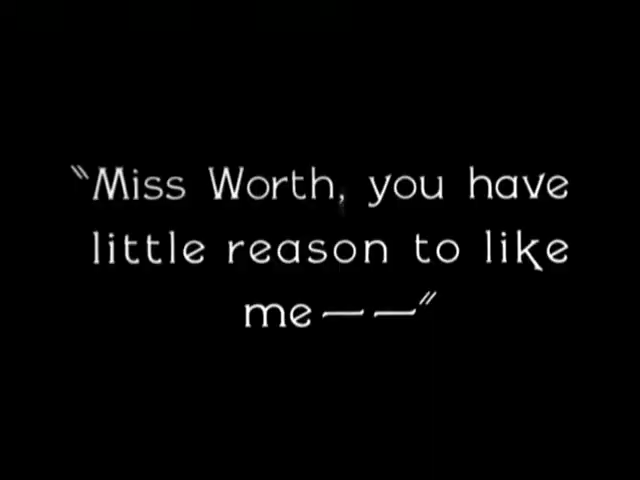 "Miss Worth, you have
little reason to like
me — — "